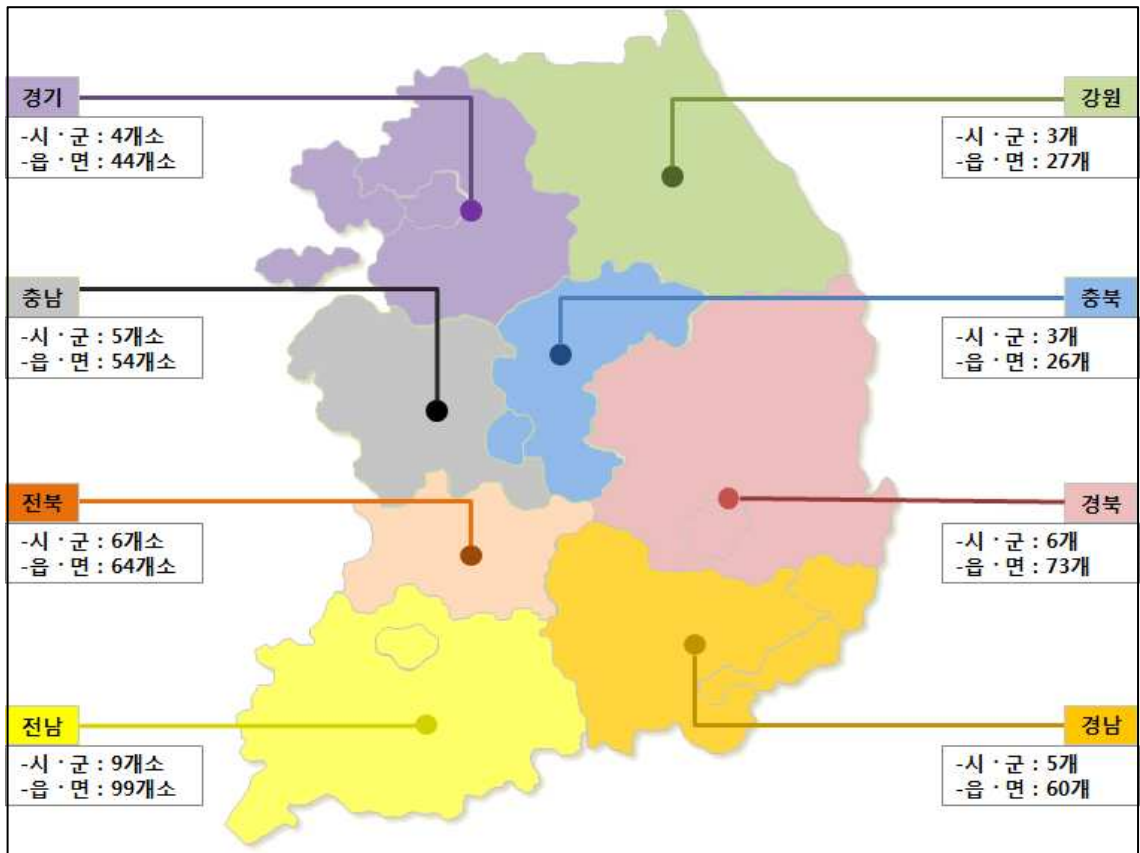 경기
-시 · 군 : 4개소
-읍 · 면 : 44개소
강원
-시 · 군 : 3개
-읍 · 면 : 27개
충남
-시 · 군 : 5개소
-읍 · 면 : 54개소
충북
-시 · 군 : 3개
-읍 · 면 : 26개
전북
-시 · 군 : 6개소
-읍 · 면 : 64개소
경북
-시 · 군 : 6개
-읍 · 면 : 73개
전남
-시 · 군 : 9개소
-읍 · 면 : 99개소
경남
-시 · 군 : 5개
-읍 · 면 : 60개